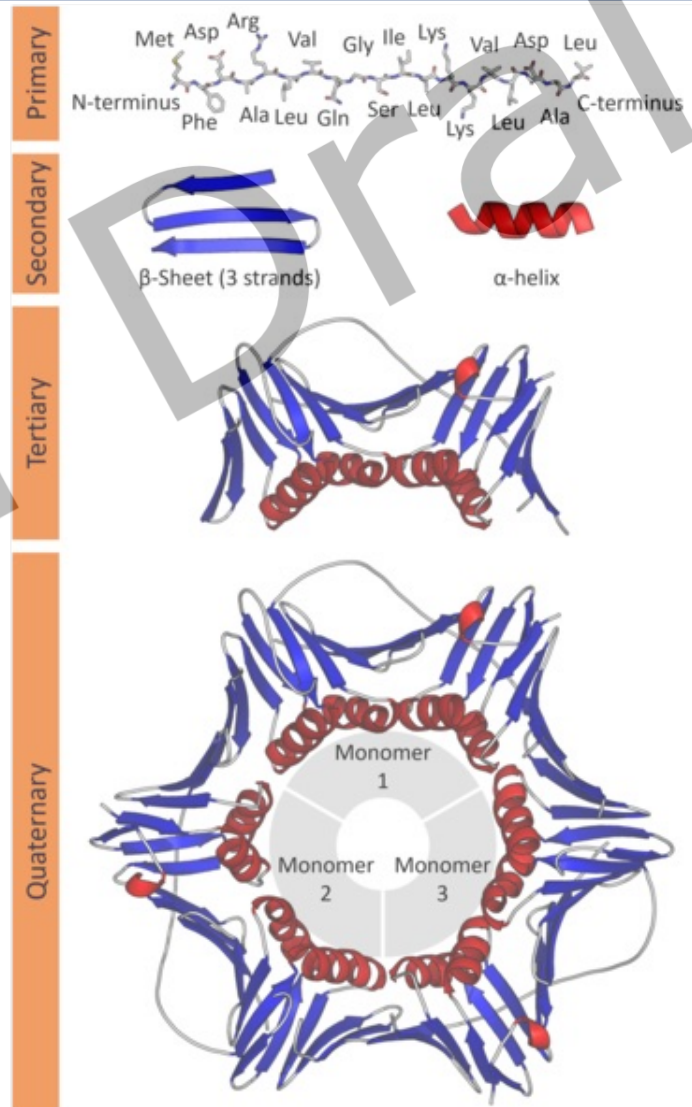 Primary
Met Asp Arg Val Gly Ile Lys Val Asp Leu
N-terminus C-terminus
Phe Ala Leu Gln Ser Leu Lys Leu Ala
Secondary
β-Sheet (3 strands) α-helix
Tertiary
Quaternary
Monomer
1
Monomer Monomer
2 3